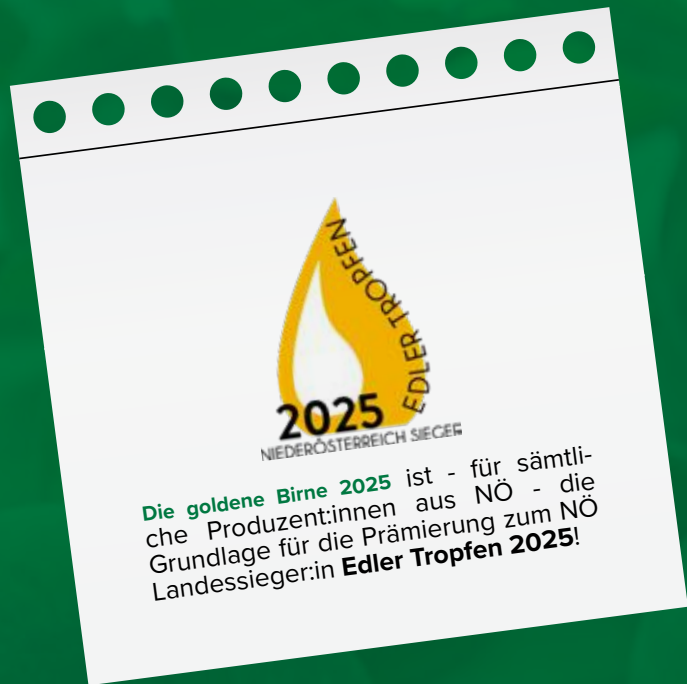 EDLER TROPFEN
2025
NIEDERÖSTERREICH SIEGER
Die goldene Birne 2025 ist - für sämtli-
che Produzent:innen aus NÖ - die
Grundlage für die Prämierung zum NÖ
Landessieger:in Edler Tropfen 2025!